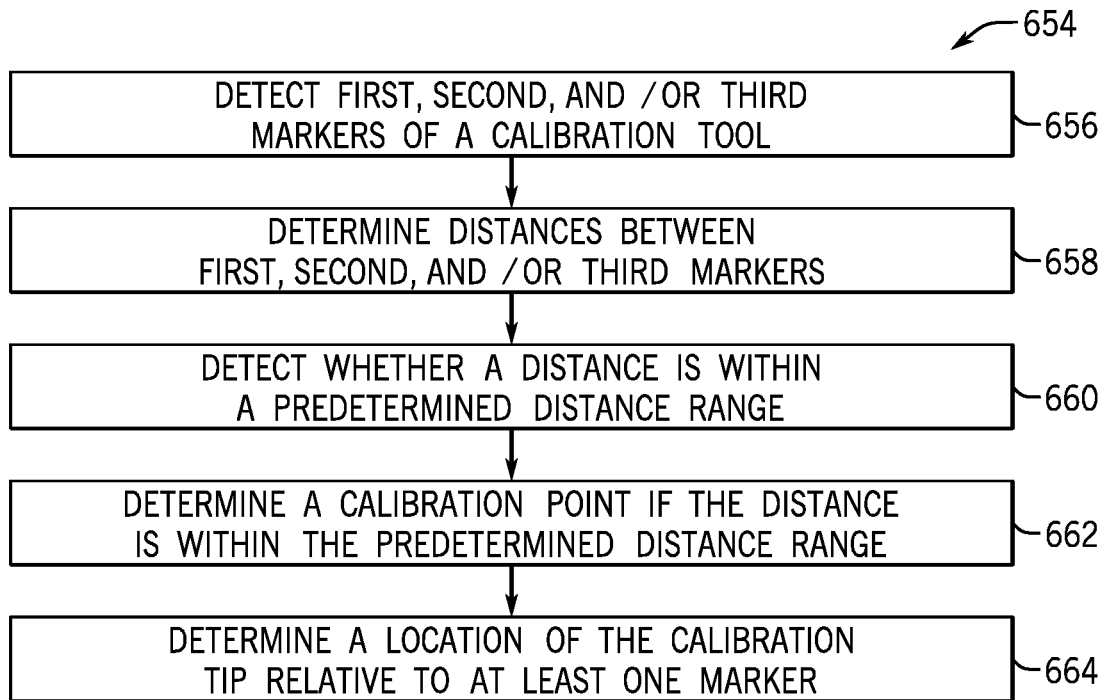 654
DETECT FIRST, SECOND, AND /OR THIRD
MARKERS OF A CALIBRATION TOOL
656
DETERMINE DISTANCES BETWEEN
FIRST, SECOND, AND /OR THIRD MARKERS
658
DETECT WHETHER A DISTANCE IS WITHIN
A PREDETERMINED DISTANCE RANGE
660
DETERMINE A CALIBRATION POINT IF THE DISTANCE
IS WITHIN THE PREDETERMINED DISTANCE RANGE
662
DETERMINE A LOCATION OF THE CALIBRATION
TIP RELATIVE TO AT LEAST ONE MARKER
664